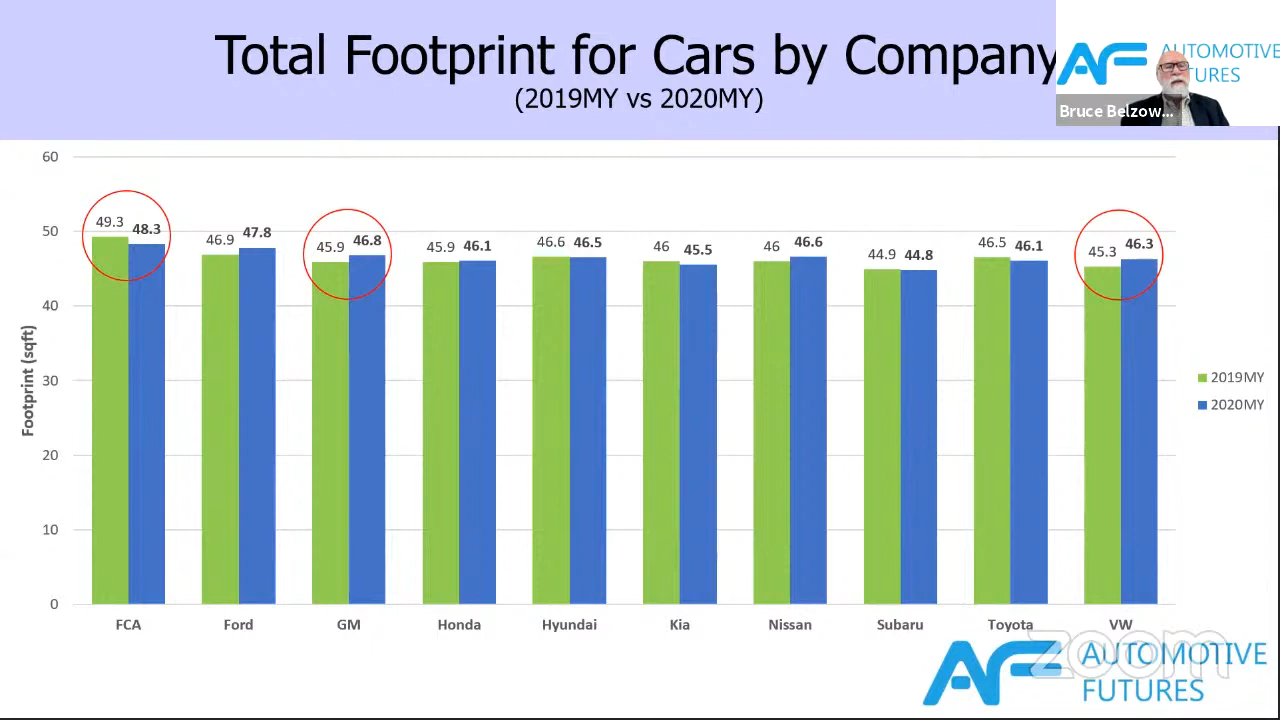 Total Footprint for Cars by Company
(2019MY vs 2020MY)
AF AUTOMOTIVE
Bruce Belzow...
60
50
40
30
20
10
0
Footprint (sqft)
49.3 48.3
46.9 47.8
45.9 46.8
45.9 46.1
46.6 46.5
46 45.5
46 46.6
44.9 44.8
46.5 46.1
45.3 46.3
FCA Ford GM Honda Hyundai Kia Nissan Subaru Toyota VW
2019MY
2020MY
zoom
AF AUTOMOTIVE
FUTURES